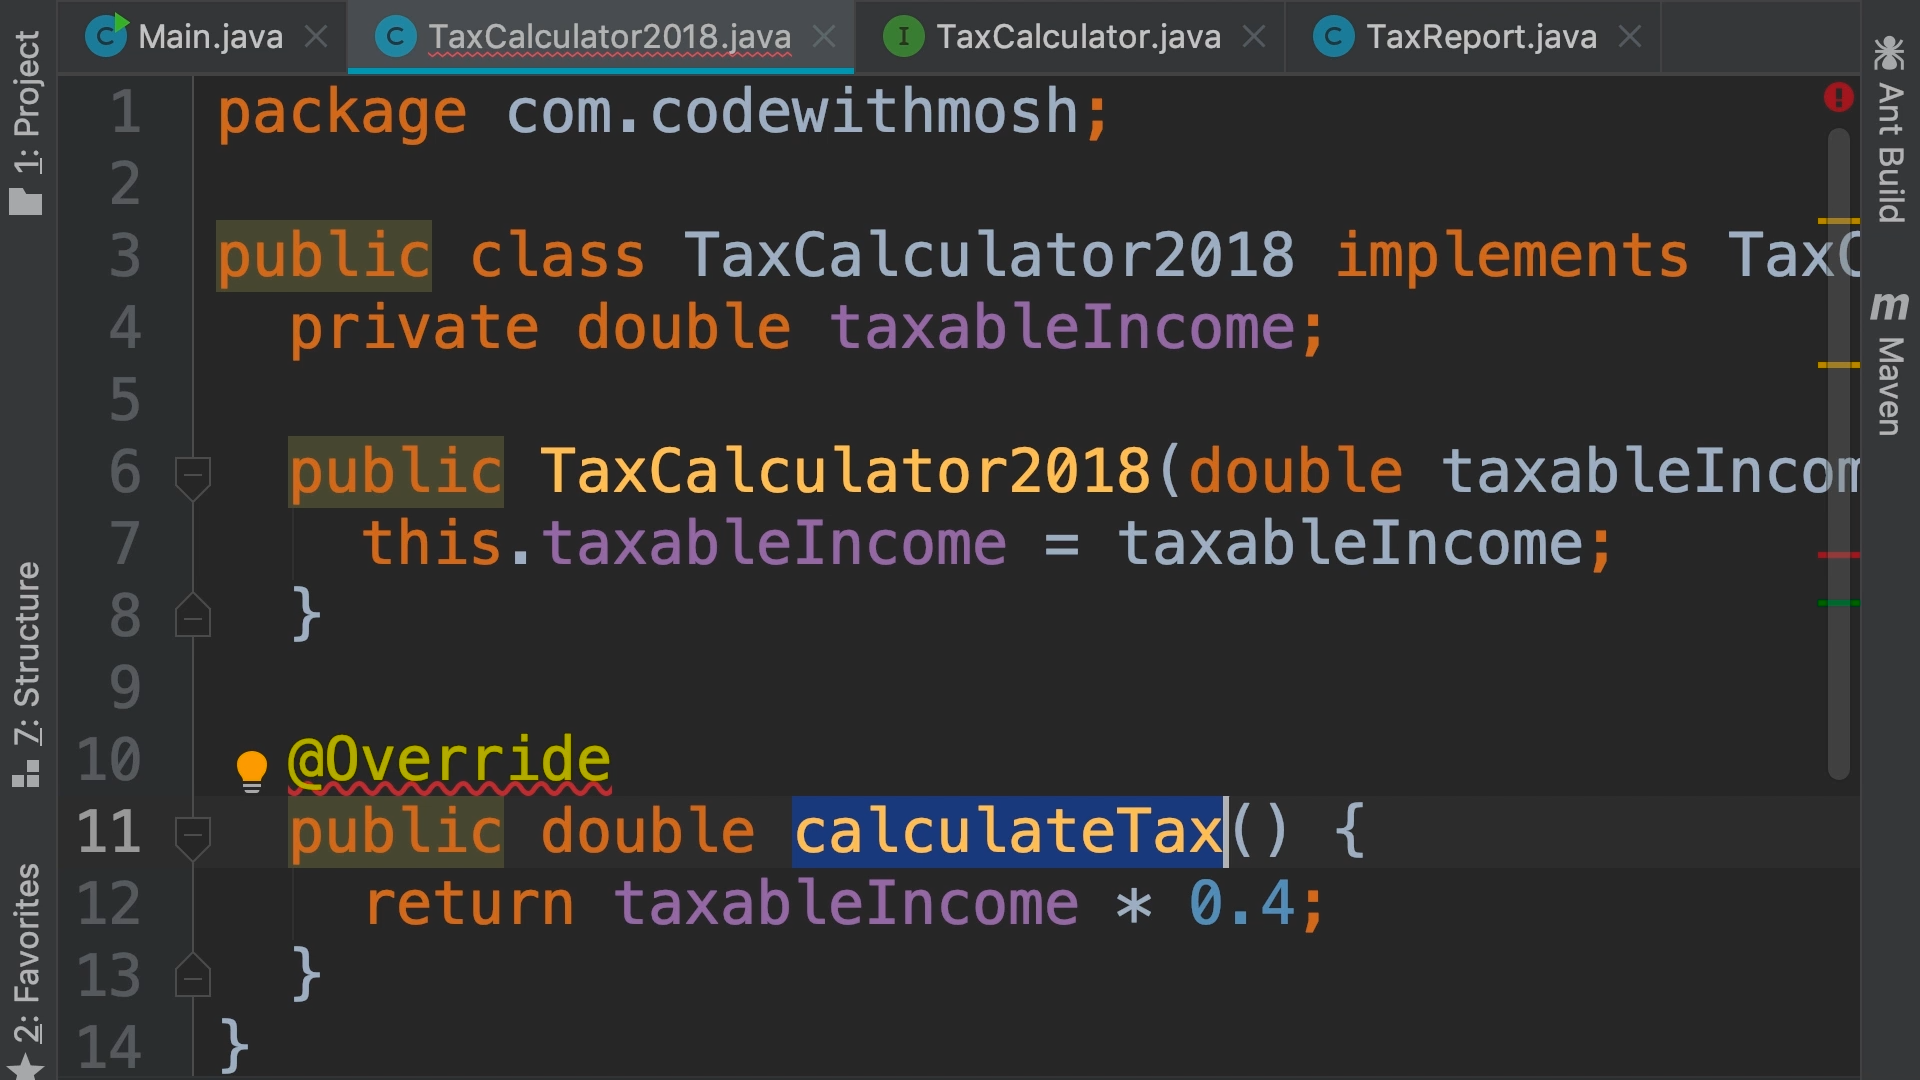 Main.java
TaxCalculator2018.java
TaxCalculator.java
TaxReport.java
1: Project
7: Structure
2: Favorites
Ant Build
m Maven
1 package com.codewithmosh;
2
3 public class TaxCalculator2018 implements TaxC
4 private double taxableIncome;
5
6 public TaxCalculator2018(double taxableIncom
7 this.taxableIncome = taxableIncome;
8 }
9
10 @Override
11 public double calculateTax() {
12 return taxableIncome * 0.4;
13 }
14 }